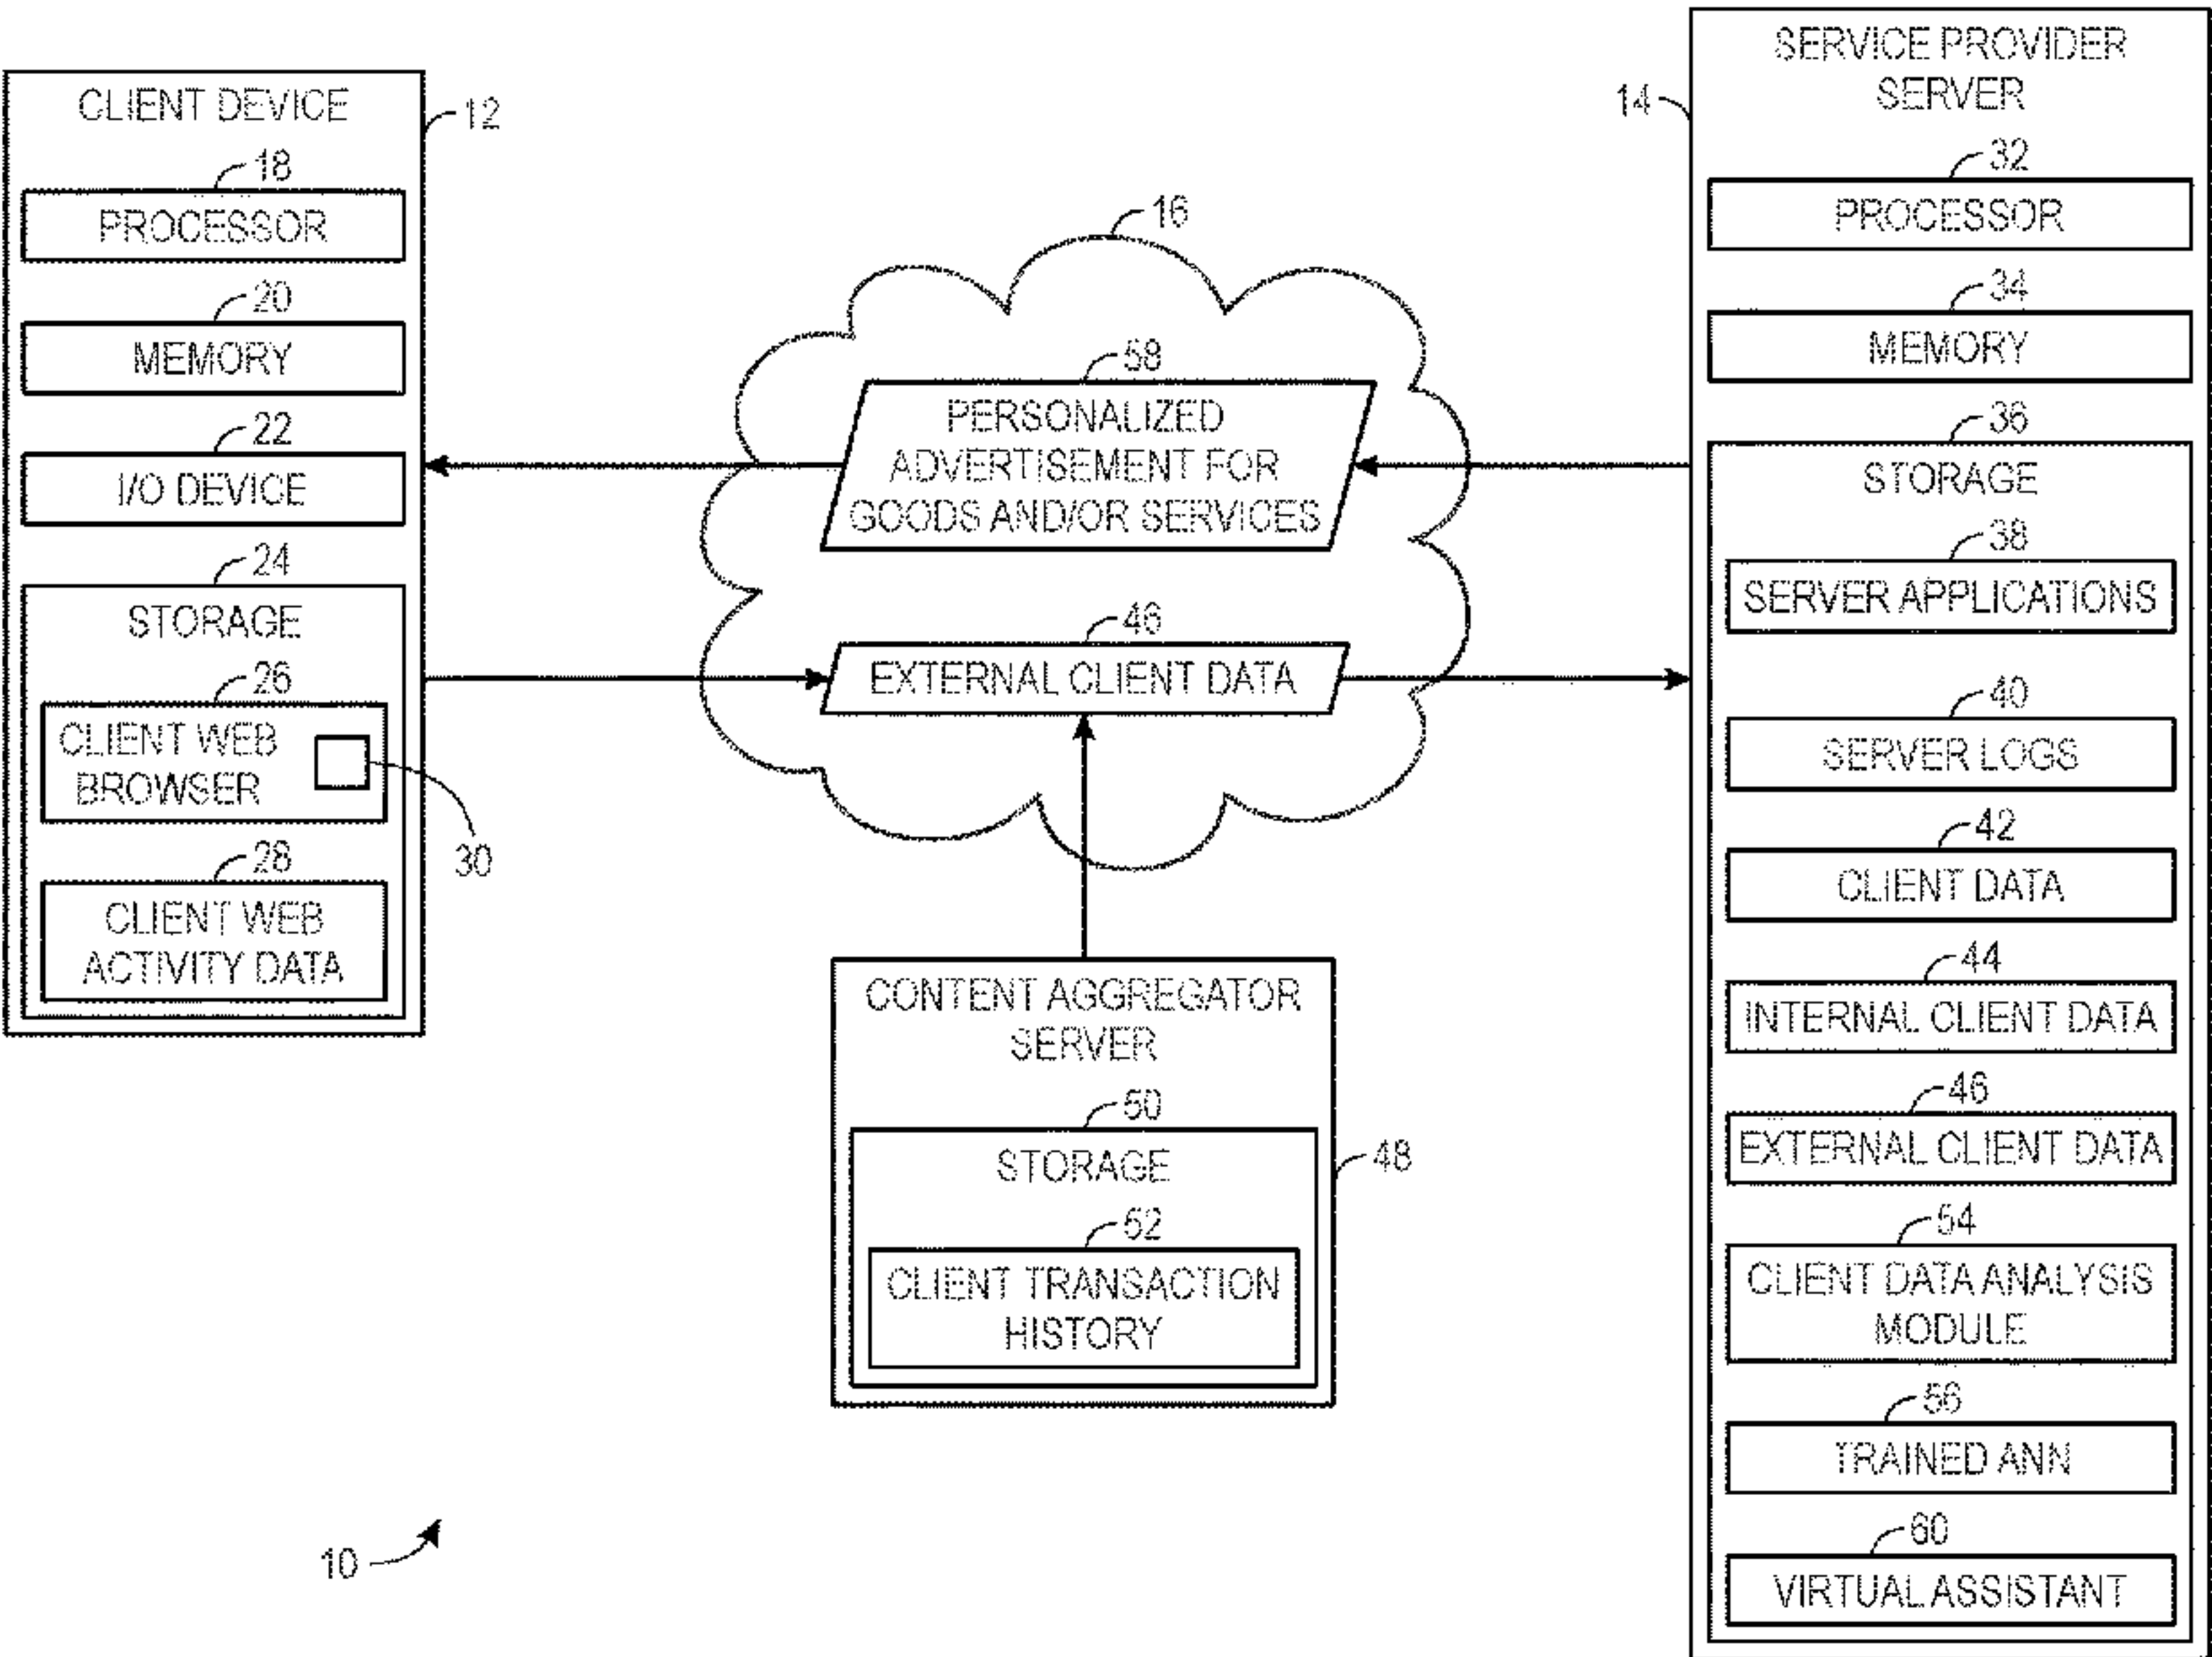 CLIENT DEVICE
12
18
PROCESSOR
20
MEMORY
22
I/O DEVICE
24
STORAGE
26
CLIENT WEB
BROWSER
30
28
CLIENT WEB
ACTIVITY DATA
16
58
PERSONALIZED
ADVERTISEMENT FOR
GOODS AND/OR SERVICES
46
EXTERNAL CLIENT DATA
CONTENT AGGREGATOR
SERVER
48
50
STORAGE
52
CLIENT TRANSACTION
HISTORY
10
SERVICE PROVIDER
SERVER
14
32
PROCESSOR
34
MEMORY
36
STORAGE
38
SERVER APPLICATIONS
40
SERVER LOGS
42
CLIENT DATA
44
INTERNAL CLIENT DATA
46
EXTERNAL CLIENT DATA
54
CLIENT DATA ANALYSIS
MODULE
56
TRAINED ANN
60
VIRTUAL ASSISTANT